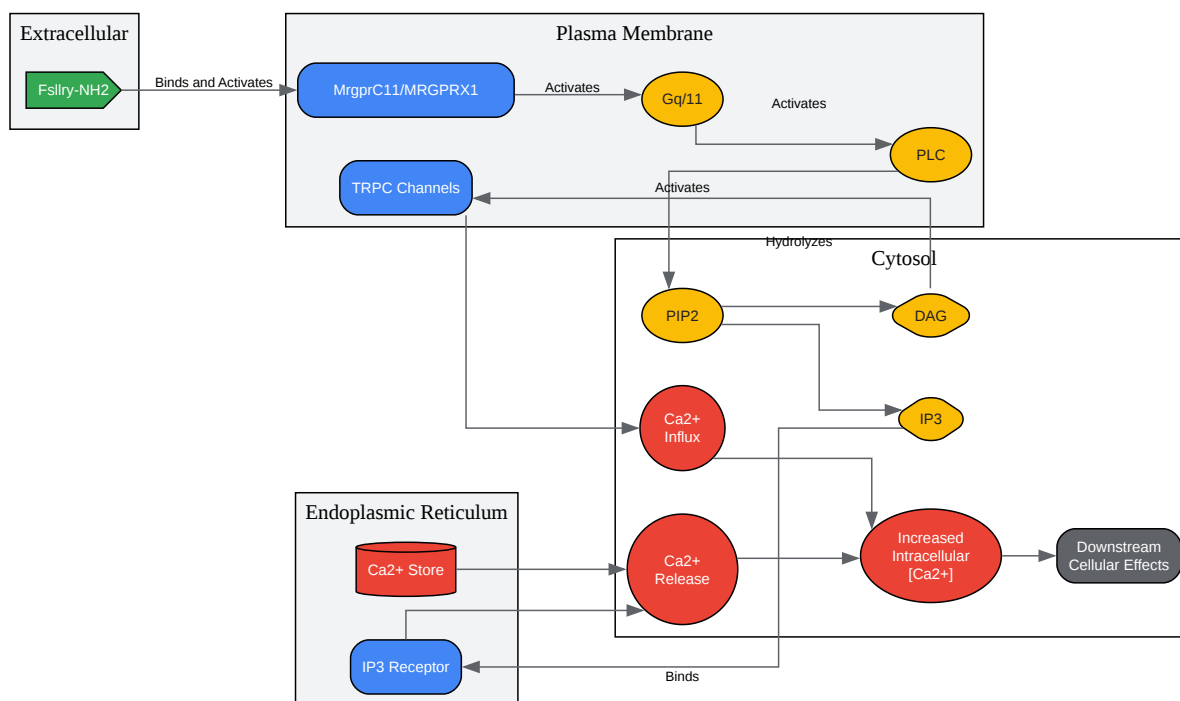 Extracellular
Plasma Membrane
Fsllry-NH2
Binds and Activates
MrgprC11/MRGPRX1
Activates
Gq/11
Activates
PLC
TRPC Channels
Activates
Hydrolyzes
Cytosol
PIP2
DAG
Ca2+
Influx
IP3
Endoplasmic Reticulum
Ca2+ Store
Ca2+
Release
Increased
Intracellular
[Ca2+]
Downstream
Cellular Effects
IP3 Receptor
Binds